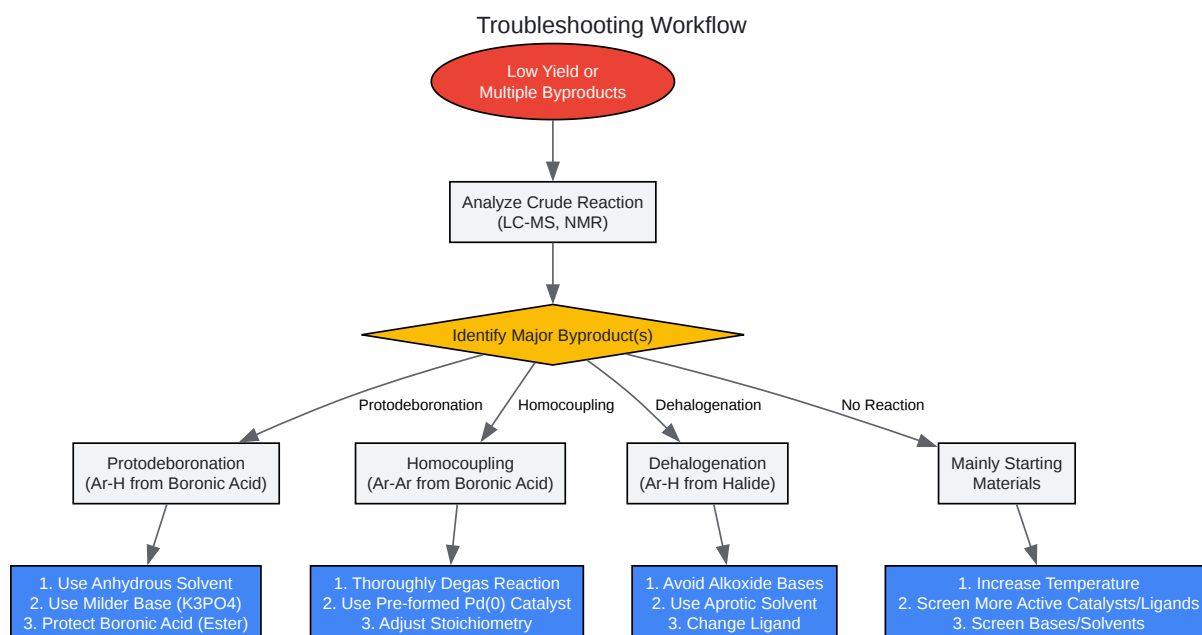 Troubleshooting Workflow
Low Yield or
Multiple Byproducts
Analyze Crude Reaction
(LC-MS, NMR)
Identify Major Byproduct(s)
Protodeboronation
Homocoupling
Dehalogenation
No Reaction
Protodeboronation
(Ar-H from Boronic Acid)
Homocoupling
(Ar-Ar from Boronic Acid)
Dehalogenation
(Ar-H from Halide)
Mainly Starting
Materials
1. Use Anhydrous Solvent
2. Use Milder Base (K3PO4)
3. Protect Boronic Acid (Ester)
1. Thoroughly Degas Reaction
2. Use Pre-formed Pd(0) Catalyst
3. Adjust Stoichiometry
1. Avoid Alkoxide Bases
2. Use Aprotic Solvent
3. Change Ligand
1. Increase Temperature
2. Screen More Active Catalysts/Ligands
3. Screen Bases/Solvents